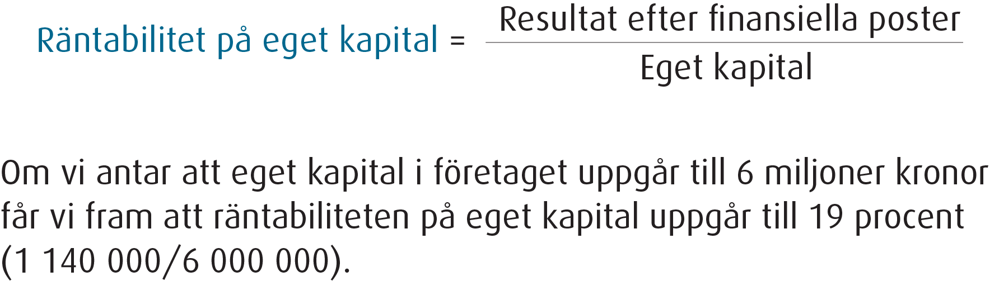 Räntabilitet på eget kapital =
Resultat efter finansiella poster
Eget kapital
Om vi antar att eget kapital i företaget uppgår till 6 miljoner kronor
får vi fram att räntabiliteten på eget kapital uppgår till 19 procent
(1 140 000/6 000 000).